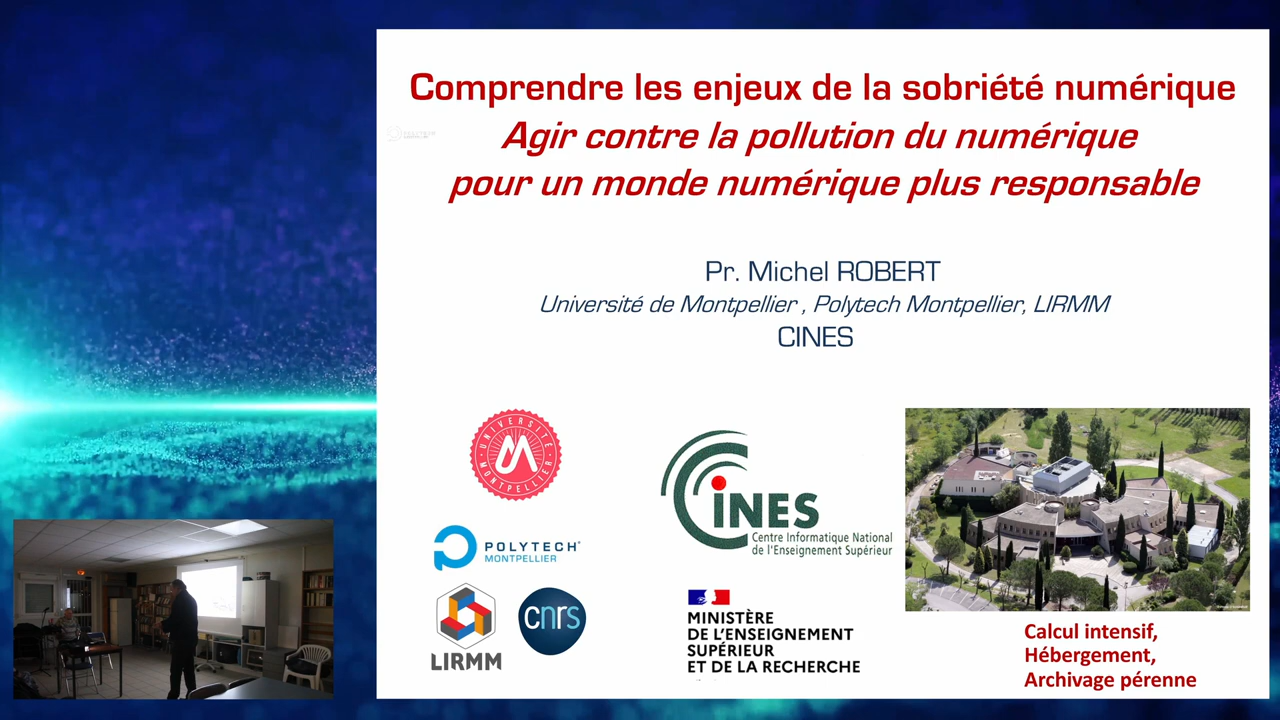 Comprendre les enjeux de la sobriété numérique
Agir contre la pollution du numérique
pour un monde numérique plus responsable
Pr. Michel ROBERT
Université de Montpellier , Polytech Montpellier, LIRMM
CINES
UNIVERSITÉ
MONTPELLIER
CINES
Centre Informatique National
de l'Enseignement Supérieur
POLYTECH
MONTPELLIER
LIRMM
cnrs
MINISTÈRE
DE L'ENSEIGNEMENT
SUPÉRIEUR
ET DE LA RECHERCHE
Calcul intensif,
Hébergement,
Archivage pérenne